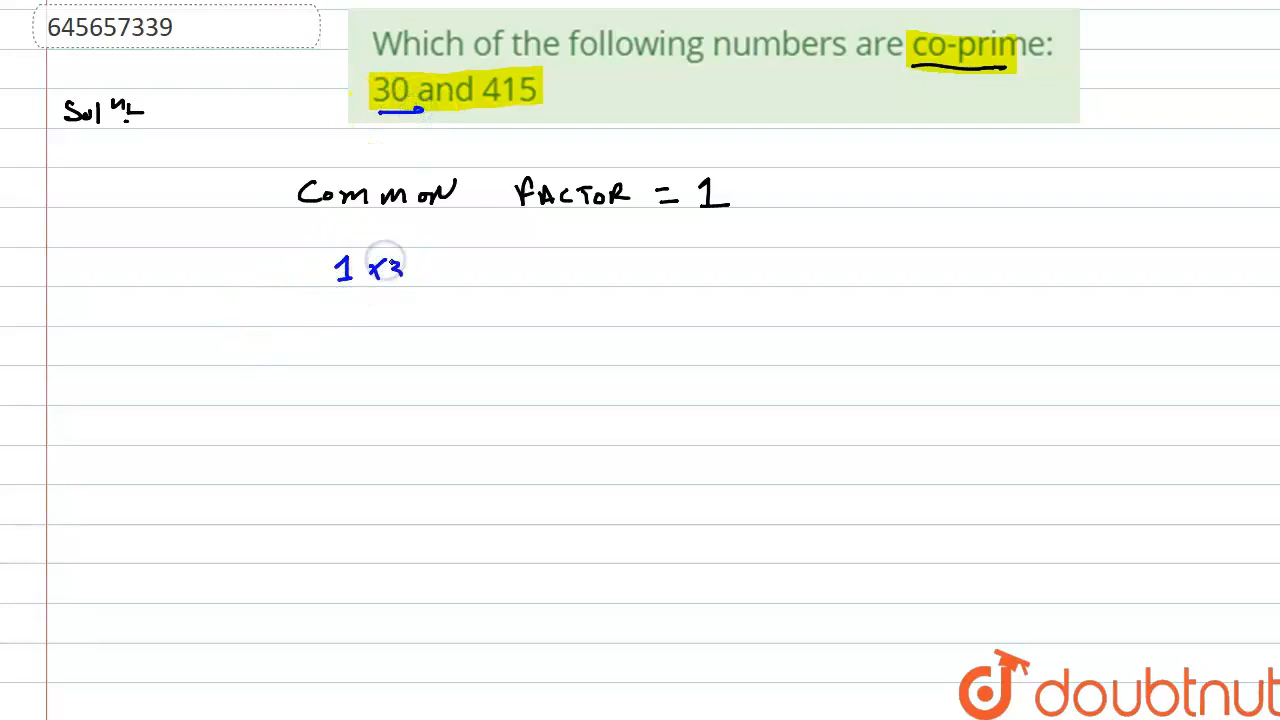 645657339
Which of the following numbers are co-prime:
30 and 415
Solⁿ:-
COMMON FACTOR = 1
1 x3
doubtnut